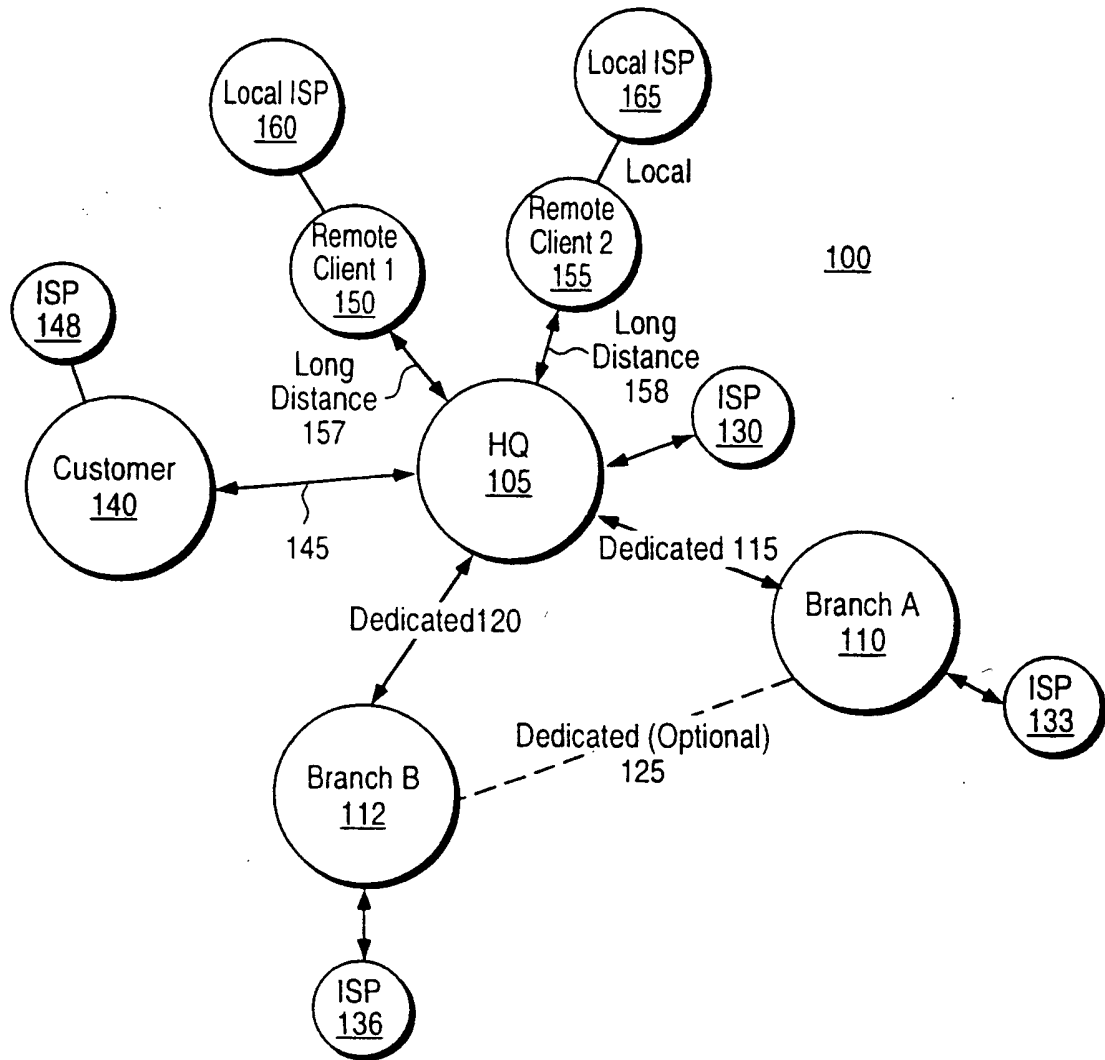 Local ISP
160
Local ISP
165
Local
Remote
Client 1
150
Remote
Client 2
155
100
ISP
148
Long
Distance
157
Long
Distance
158
ISP
130
Customer
140
HQ
105
145
Dedicated 115
Dedicated120
Branch A
110
ISP
133
Dedicated (Optional)
125
Branch B
112
ISP
136